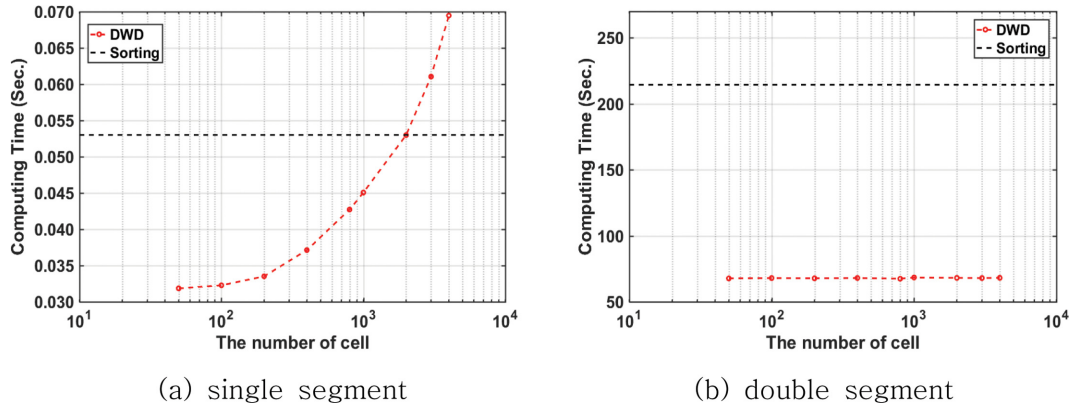 0.070
0.065
0.060
0.055
0.050
0.045
0.040
0.035
0.030
Computing Time (Sec.)
DWD
Sorting
10^1
10^2
10^3
10^4
The number of cell
(a) single segment
250
200
150
100
50
Computing Time (Sec.)
DWD
Sorting
10^1
10^2
10^3
10^4
The number of cell
(b) double segment